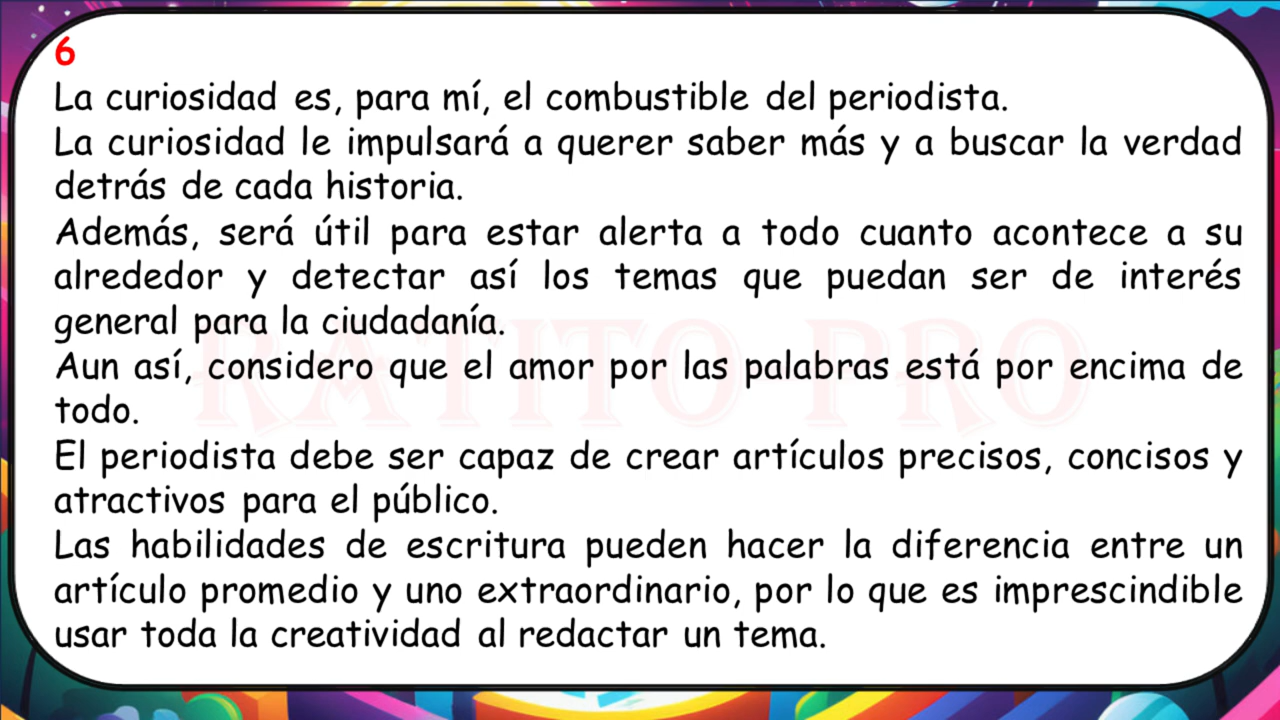 6
La curiosidad es, para mí, el combustible del periodista.
La curiosidad le impulsará a querer saber más y a buscar la verdad
detrás de cada historia.
Además, será útil para estar alerta a todo cuanto acontece a su
alrededor y detectar así los temas que puedan ser de interés
general para la ciudadanía.
Aun así, considero que el amor por las palabras está por encima de
todo.
El periodista debe ser capaz de crear artículos precisos, concisos y
atractivos para el público.
Las habilidades de escritura pueden hacer la diferencia entre un
artículo promedio y uno extraordinario, por lo que es imprescindible
usar toda la creatividad al redactar un tema.
RATITO-PRO